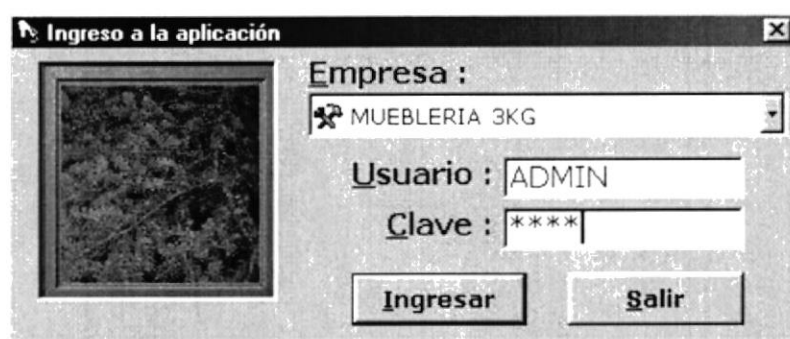 Ingreso a la aplicación
Empresa :
MUEBLERIA 3KG
Usuario : ADMIN
Clave : ****
Ingresar Salir